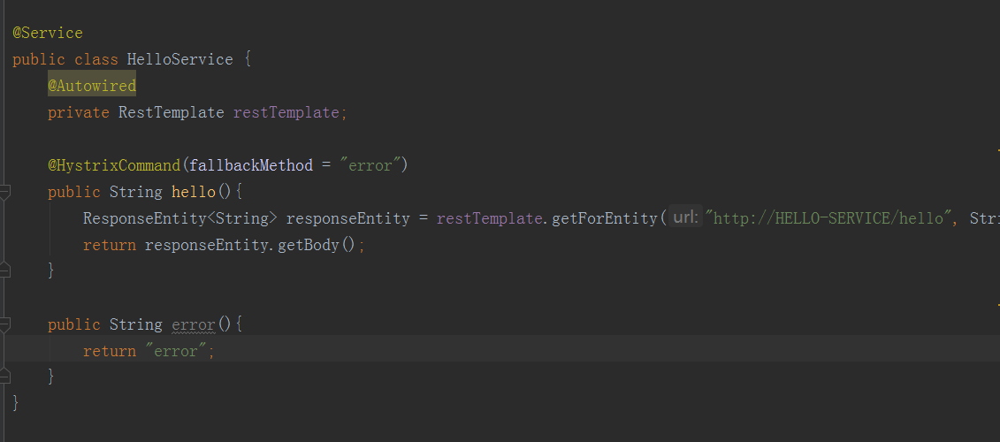 @Service
public class HelloService {
@Autowired
private RestTemplate restTemplate;
@HystrixCommand(fallbackMethod = "error")
public String hello(){
ResponseEntity<String> responseEntity = restTemplate.getForEntity( url: "http://HELLO-SERVICE/hello", Stri
return responseEntity.getBody();
}
public String error(){
return "error";
}
}